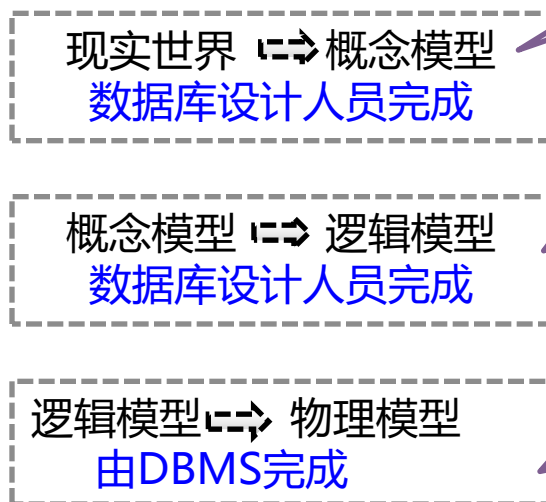 现实世界 ⇨ 概念模型
数据库设计人员完成
概念模型 ⇨ 逻辑模型
数据库设计人员完成
逻辑模型 ⇨ 物理模型
由DBMS完成